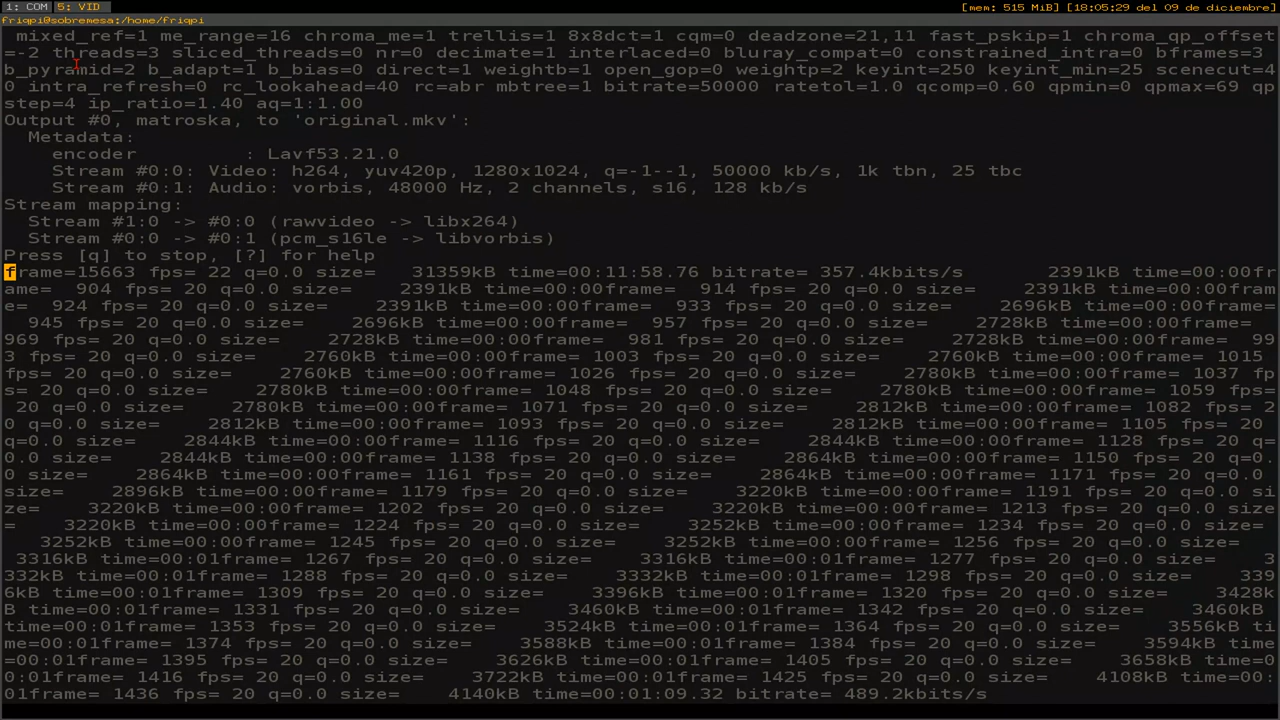 1: COM 5: VID [mem: 515 MiB] [18:05:29 del 09 de diciembre]
friqpi@sobremesa:/home/friqpi
mixed_ref=1 me_range=16 chroma_me=1 trellis=1 8x8dct=1 cqm=0 deadzone=21,11 fast_pskip=1 chroma_qp_offset
=-2 threads=3 sliced_threads=0 nr=0 decimate=1 interlaced=0 bluray_compat=0 constrained_intra=0 bframes=3
b_pyramid=2 b_adapt=1 b_bias=0 direct=1 weightb=1 open_gop=0 weightp=2 keyint=250 keyint_min=25 scenecut=4
0 intra_refresh=0 rc_lookahead=40 rc=abr mbtree=1 bitrate=50000 ratetol=1.0 qcomp=0.60 qpmin=0 qpmax=69 qp
step=4 ip_ratio=1.40 aq=1:1.00
Output #0, matroska, to 'original.mkv':
Metadata:
encoder : Lavf53.21.0
Stream #0:0: Video: h264, yuv420p, 1280x1024, q=-1--1, 50000 kb/s, 1k tbn, 25 tbc
Stream #0:1: Audio: vorbis, 48000 Hz, 2 channels, s16, 128 kb/s
Stream mapping:
Stream #1:0 -> #0:0 (rawvideo -> libx264)
Stream #0:0 -> #0:1 (pcm_s16le -> libvorbis)
Press [q] to stop, [?] for help
frame=15663 fps= 22 q=0.0 size= 31359kB time=00:11:58.76 bitrate= 357.4kbits/s 2391kB time=00:00fr
ame= 904 fps= 20 q=0.0 size= 2391kB time=00:00frame= 914 fps= 20 q=0.0 size= 2391kB time=00:00fram
e= 924 fps= 20 q=0.0 size= 2391kB time=00:00frame= 933 fps= 20 q=0.0 size= 2696kB time=00:00frame=
945 fps= 20 q=0.0 size= 2696kB time=00:00frame= 957 fps= 20 q=0.0 size= 2728kB time=00:00frame=
969 fps= 20 q=0.0 size= 2728kB time=00:00frame= 981 fps= 20 q=0.0 size= 2728kB time=00:00frame= 99
3 fps= 20 q=0.0 size= 2760kB time=00:00frame= 1003 fps= 20 q=0.0 size= 2760kB time=00:00frame= 1015
fps= 20 q=0.0 size= 2760kB time=00:00frame= 1026 fps= 20 q=0.0 size= 2780kB time=00:00frame= 1037 fp
s= 20 q=0.0 size= 2780kB time=00:00frame= 1048 fps= 20 q=0.0 size= 2780kB time=00:00frame= 1059 fps=
20 q=0.0 size= 2780kB time=00:00frame= 1071 fps= 20 q=0.0 size= 2812kB time=00:00frame= 1082 fps= 2
0 q=0.0 size= 2812kB time=00:00frame= 1093 fps= 20 q=0.0 size= 2812kB time=00:00frame= 1105 fps= 20
q=0.0 size= 2844kB time=00:00frame= 1116 fps= 20 q=0.0 size= 2844kB time=00:00frame= 1128 fps= 20 q=
0.0 size= 2844kB time=00:00frame= 1138 fps= 20 q=0.0 size= 2864kB time=00:00frame= 1150 fps= 20 q=0.
0 size= 2864kB time=00:00frame= 1161 fps= 20 q=0.0 size= 2864kB time=00:00frame= 1171 fps= 20 q=0.0
size= 2896kB time=00:00frame= 1179 fps= 20 q=0.0 size= 3220kB time=00:00frame= 1191 fps= 20 q=0.0 si
ze= 3220kB time=00:00frame= 1202 fps= 20 q=0.0 size= 3220kB time=00:00frame= 1213 fps= 20 q=0.0 size
= 3220kB time=00:00frame= 1224 fps= 20 q=0.0 size= 3252kB time=00:00frame= 1234 fps= 20 q=0.0 size=
3252kB time=00:00frame= 1245 fps= 20 q=0.0 size= 3252kB time=00:00frame= 1256 fps= 20 q=0.0 size=
3316kB time=00:01frame= 1267 fps= 20 q=0.0 size= 3316kB time=00:01frame= 1277 fps= 20 q=0.0 size= 3
332kB time=00:01frame= 1288 fps= 20 q=0.0 size= 3332kB time=00:01frame= 1298 fps= 20 q=0.0 size= 339
6kB time=00:01frame= 1309 fps= 20 q=0.0 size= 3396kB time=00:01frame= 1320 fps= 20 q=0.0 size= 3428k
B time=00:01frame= 1331 fps= 20 q=0.0 size= 3460kB time=00:01frame= 1342 fps= 20 q=0.0 size= 3460kB
time=00:01frame= 1353 fps= 20 q=0.0 size= 3524kB time=00:01frame= 1364 fps= 20 q=0.0 size= 3556kB ti
me=00:01frame= 1374 fps= 20 q=0.0 size= 3588kB time=00:01frame= 1384 fps= 20 q=0.0 size= 3594kB time
=00:01frame= 1395 fps= 20 q=0.0 size= 3626kB time=00:01frame= 1405 fps= 20 q=0.0 size= 3658kB time=0
0:01frame= 1416 fps= 20 q=0.0 size= 3722kB time=00:01frame= 1425 fps= 20 q=0.0 size= 4108kB time=00:
01frame= 1436 fps= 20 q=0.0 size= 4140kB time=00:01:09.32 bitrate= 489.2kbits/s